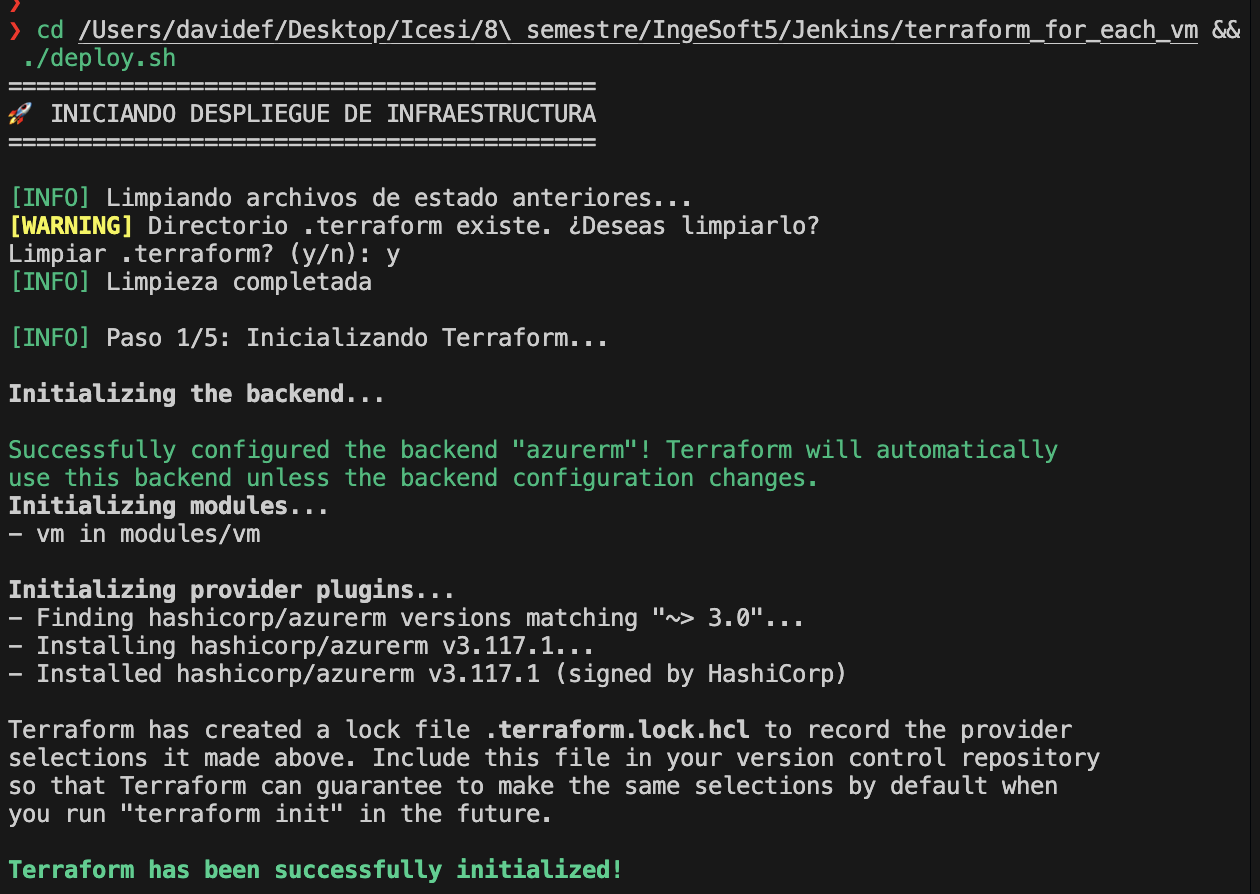 ❯
❯ cd /Users/davidef/Desktop/Icesi/8\ semestre/IngeSoft5/Jenkins/terraform_for_each_vm &&
./deploy.sh
==========================================
🚀 INICIANDO DESPLIEGUE DE INFRAESTRUCTURA
==========================================
[INFO] Limpiando archivos de estado anteriores...
[WARNING] Directorio .terraform existe. ¿Deseas limpiarlo?
Limpiar .terraform? (y/n): y
[INFO] Limpieza completada
[INFO] Paso 1/5: Inicializando Terraform...
Initializing the backend...
Successfully configured the backend "azurerm"! Terraform will automatically
use this backend unless the backend configuration changes.
Initializing modules...
- vm in modules/vm
Initializing provider plugins...
- Finding hashicorp/azurerm versions matching "~> 3.0"...
- Installing hashicorp/azurerm v3.117.1...
- Installed hashicorp/azurerm v3.117.1 (signed by HashiCorp)
Terraform has created a lock file .terraform.lock.hcl to record the provider
selections it made above. Include this file in your version control repository
so that Terraform can guarantee to make the same selections by default when
you run "terraform init" in the future.
Terraform has been successfully initialized!